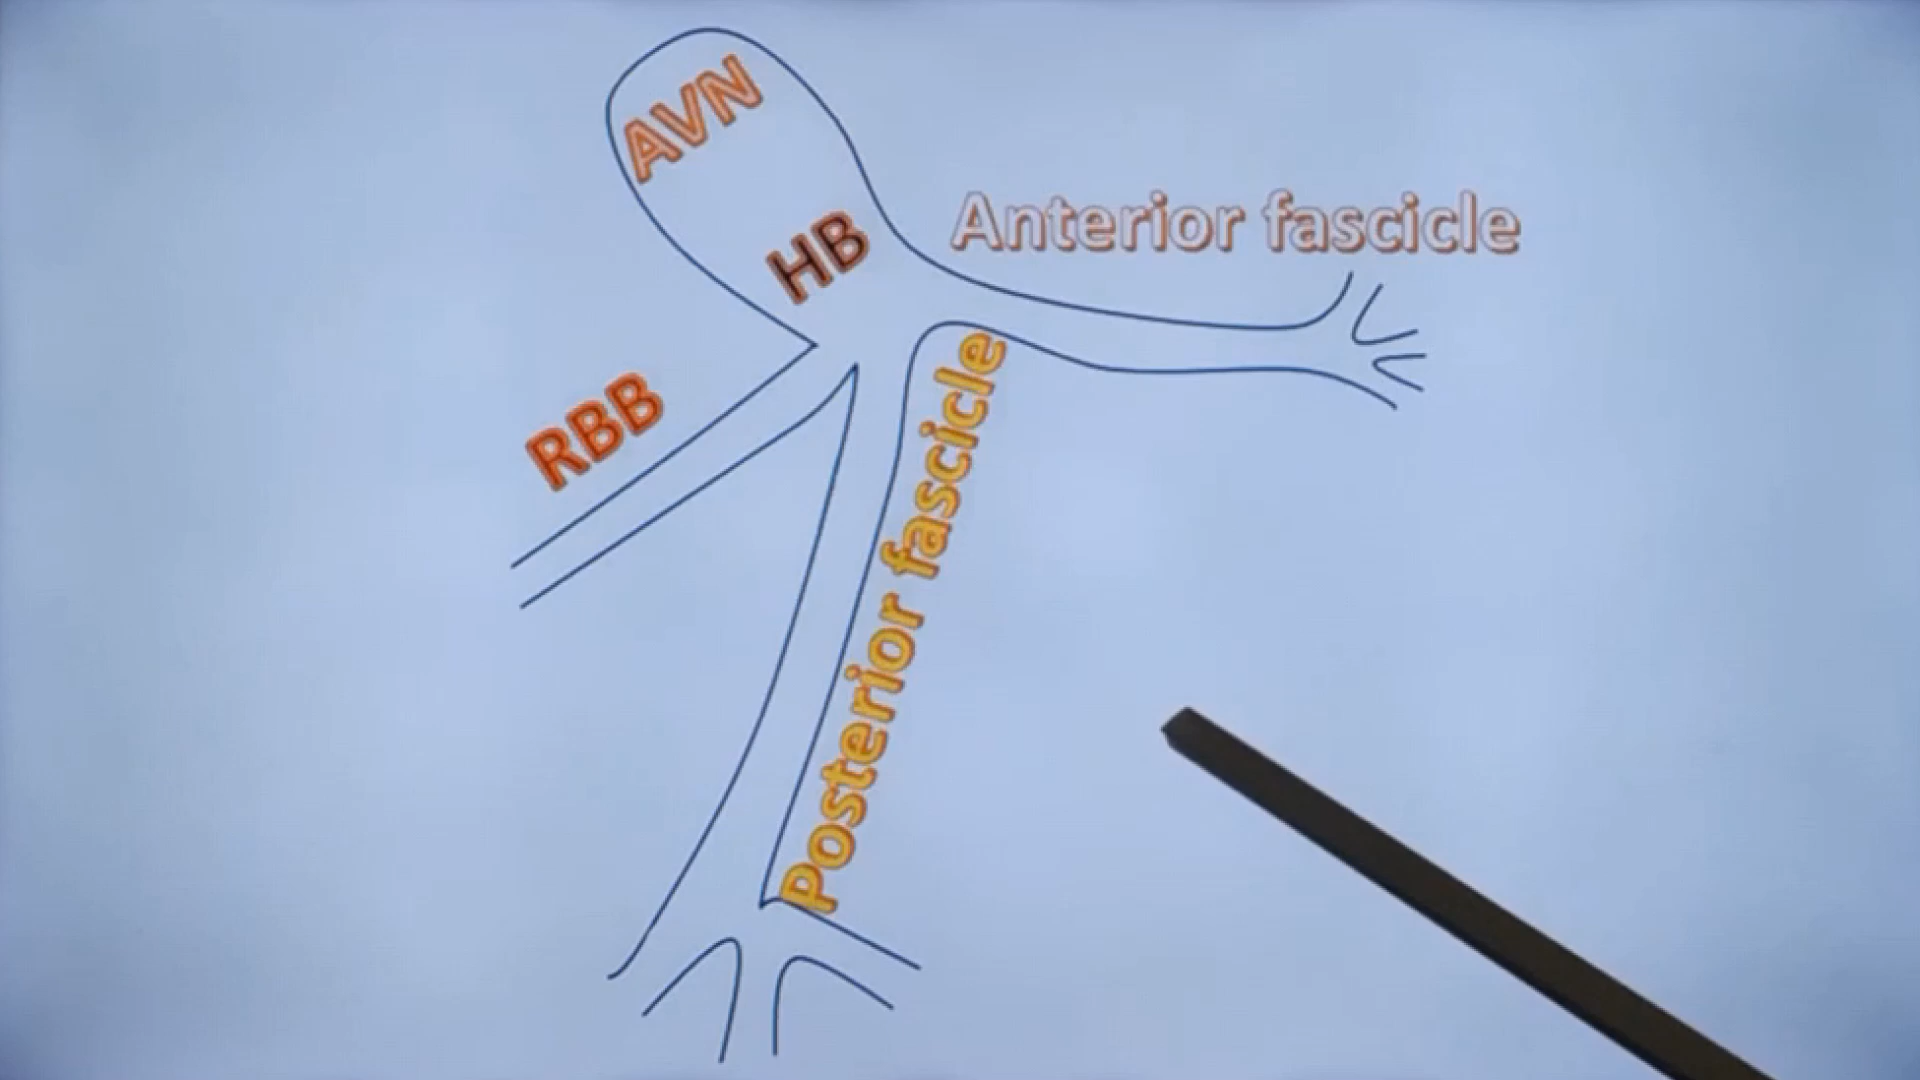 AVN
HB
Anterior fascicle
RBB
Posterior fascicle